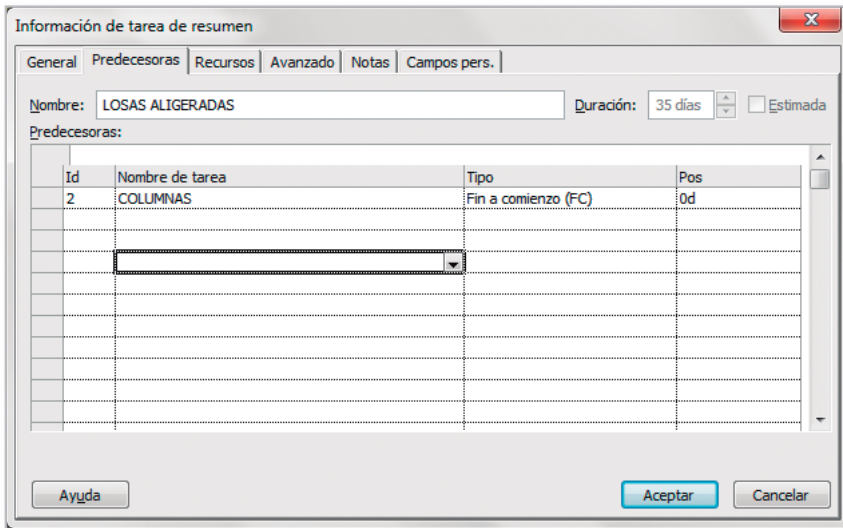 Información de tarea de resumen
General Predecesoras Recursos Avanzado Notas Campos pers.
Nombre: LOSAS ALIGERADAS Duración: 35 días Estimada
Predecesoras:
Id Nombre de tarea Tipo Pos
2 COLUMNAS Fin a comienzo (FC) 0d
Ayuda Aceptar Cancelar